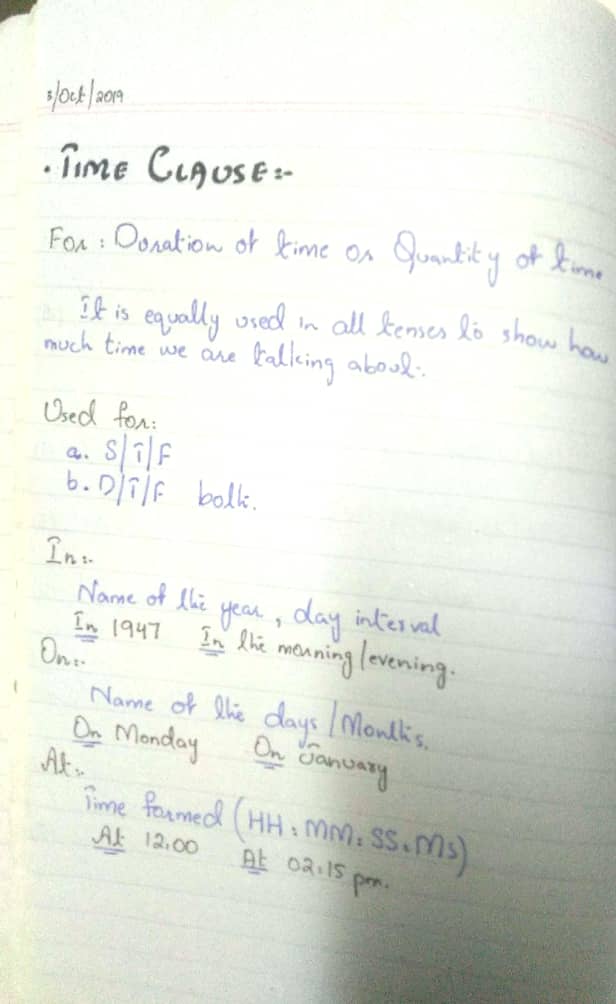 3/Oct/2019
· TIME CLAUSE:-
For : Duration of time or Quantity of time
It is equally used in all tenses to show how
much time we are talking about:.
Used for:
a. S/T/F
b. D/T/F both.
In:-
Name of the year, day interval
In 1947 In the morning/evening.
On:-
Name of the days/Months.
On Monday On January
At:-
Time formed (HH:MM:SS.Ms)
At 12:00 At 02:15 pm.